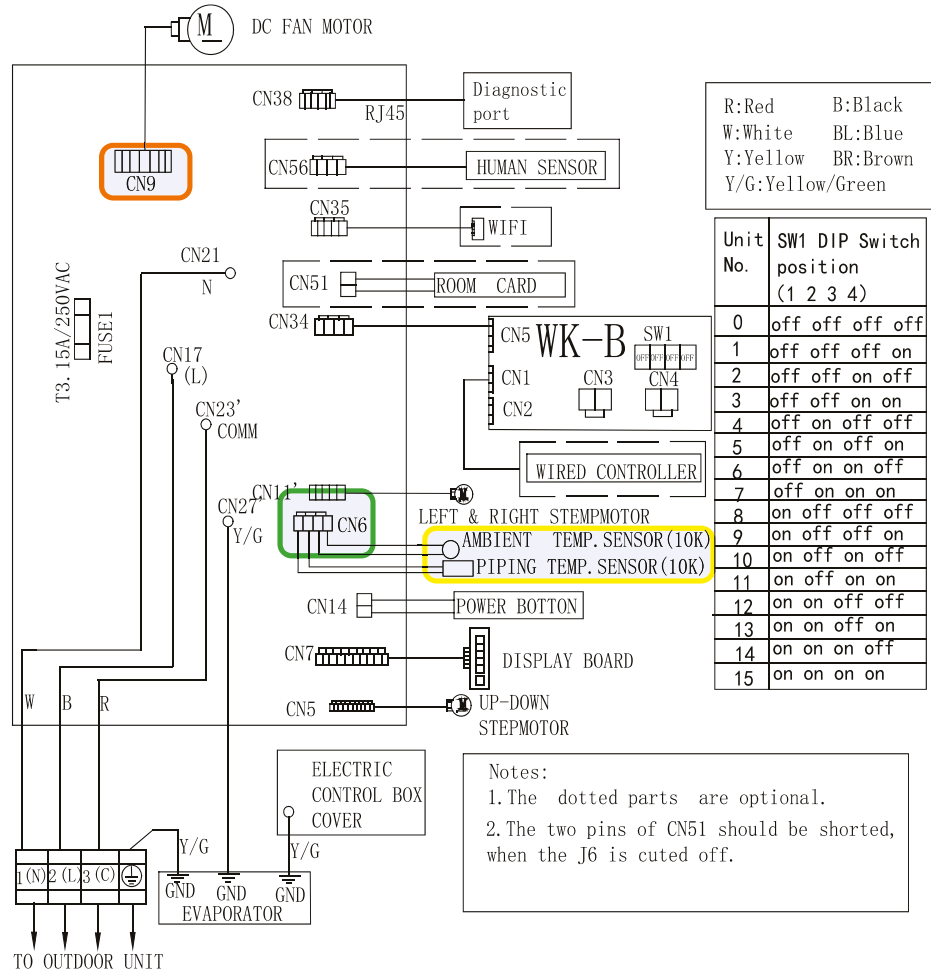 M
DC FAN MOTOR
CN38
RJ45
Diagnostic
port
CN56
HUMAN SENSOR
CN9
CN35
WIFI
CN21
N
CN51
ROOM CARD
T3.15A/250VAC
FUSE1
CN34
CN5
WK-B
SW1
OFF OFF OFF OFF
CN1
CN3
CN4
CN2
CN17
(L)
CN23'
COMM
WIRED CONTROLLER
CN11'
LEFT & RIGHT STEMPMOTOR
CN27'
Y/G
CN6
AMBIENT TEMP.SENSOR(10K)
PIPING TEMP.SENSOR(10K)
CN14
POWER BOTTON
CN7
DISPLAY BOARD
CN5
UP-DOWN
STEPMOTOR
W
B
R
ELECTRIC
CONTROL BOX
COVER
Y/G
Y/G
1(N) 2(L) 3(C)
GND
GND
GND
EVAPORATOR
TO OUTDOOR UNIT
R:Red B:Black
W:White BL:Blue
Y:Yellow BR:Brown
Y/G:Yellow/Green
Unit No. SW1 DIP Switch position (1 2 3 4)
0 off off off off
1 off off off on
2 off off on off
3 off off on on
4 off on off off
5 off on off on
6 off on on off
7 off on on on
8 on off off off
9 on off off on
10 on off on off
11 on off on on
12 on on off off
13 on on off on
14 on on on off
15 on on on on
Notes:
1.The dotted parts are optional.
2.The two pins of CN51 should be shorted,
when the J6 is cuted off.